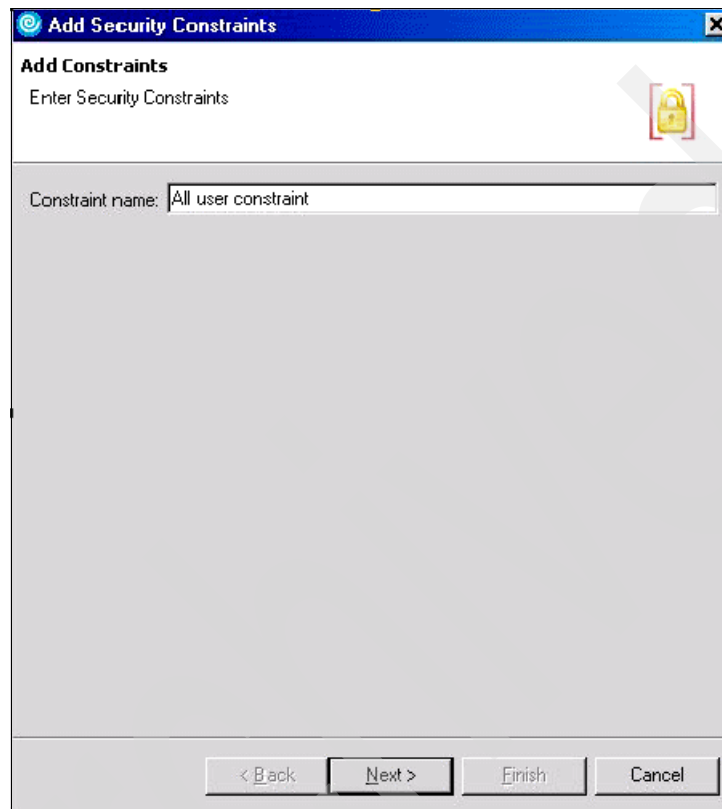 Add Security Constraints
Add Constraints
Enter Security Constraints
Constraint name: All user constraint
< Back Next > Finish Cancel